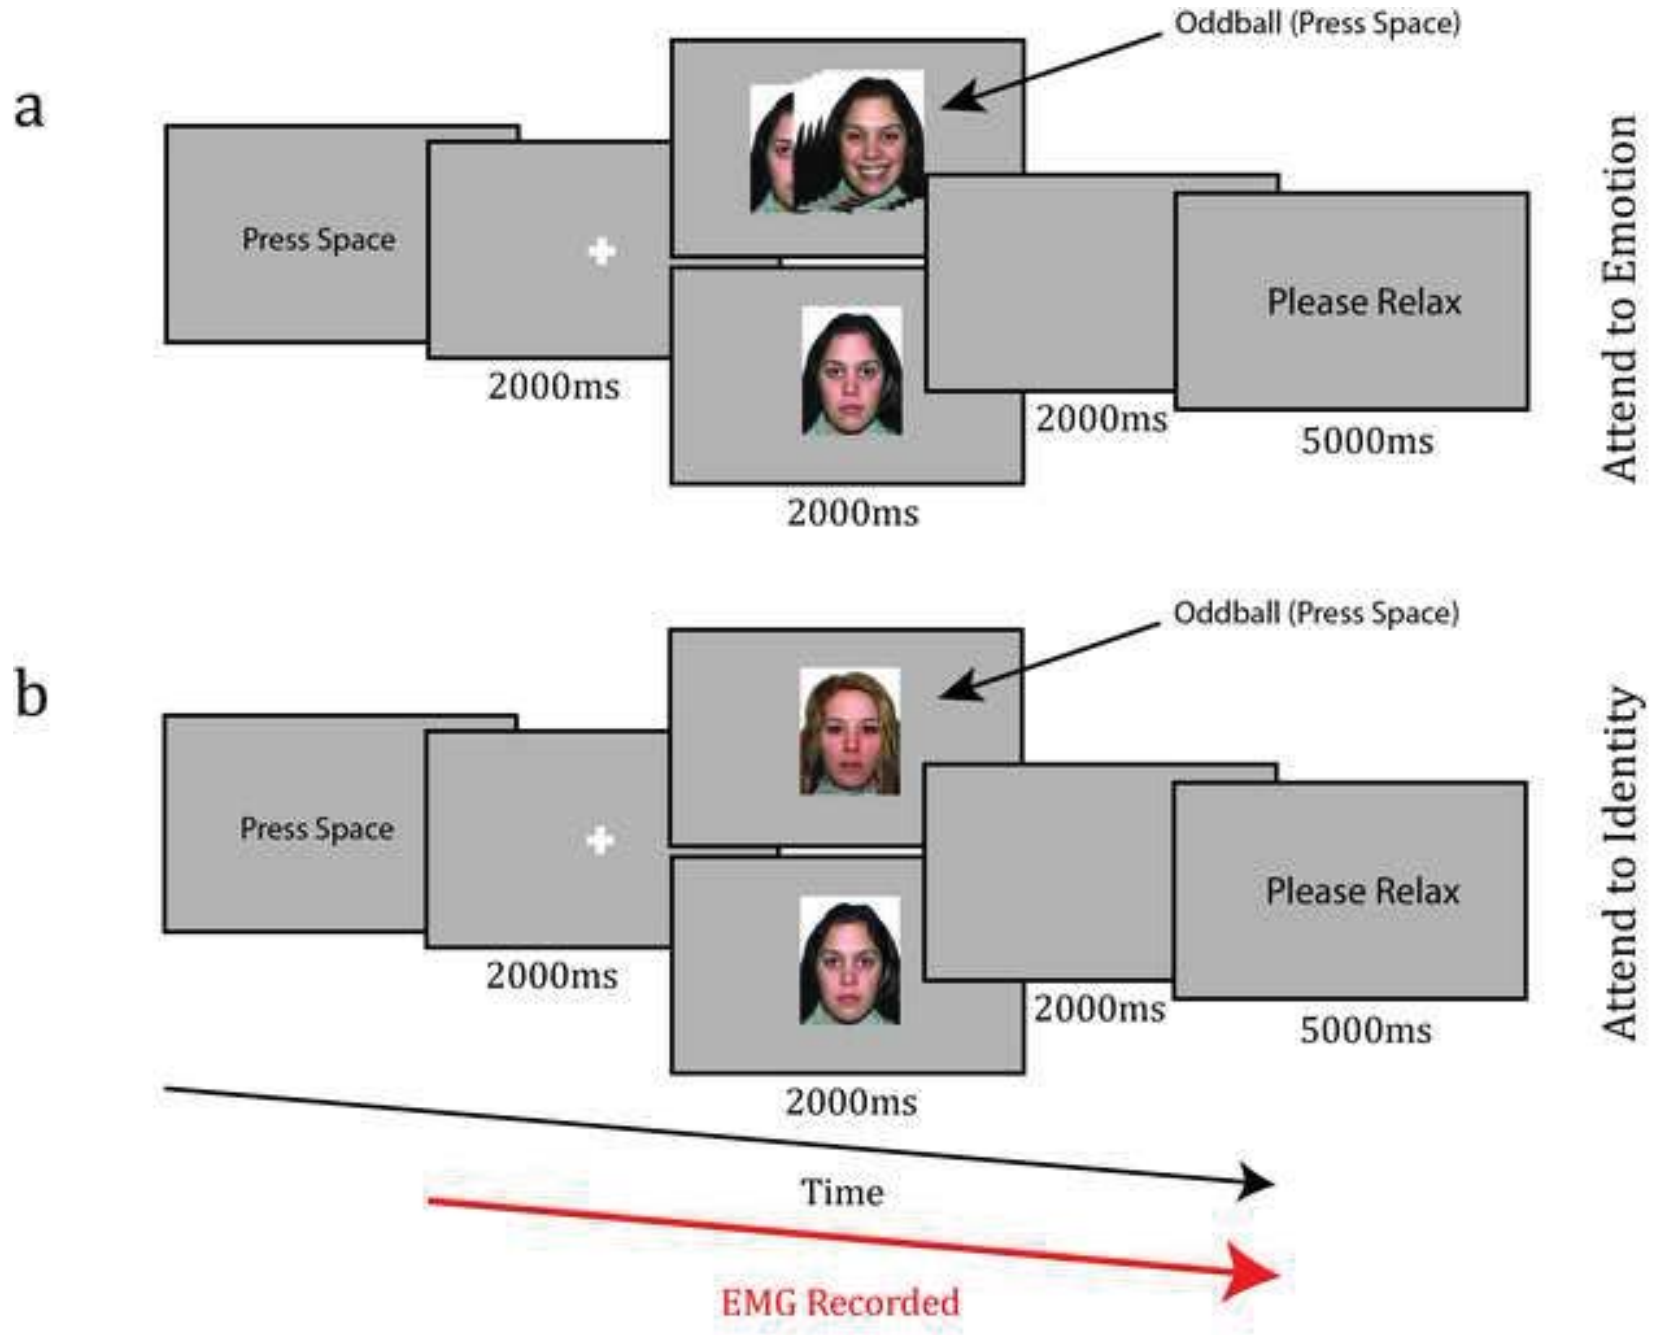 a
Oddball (Press Space)
Press Space
2000ms
2000ms
2000ms
Please Relax
5000ms
Attend to Emotion
b
Oddball (Press Space)
Press Space
2000ms
2000ms
2000ms
Please Relax
5000ms
Attend to Identity
Time
EMG Recorded